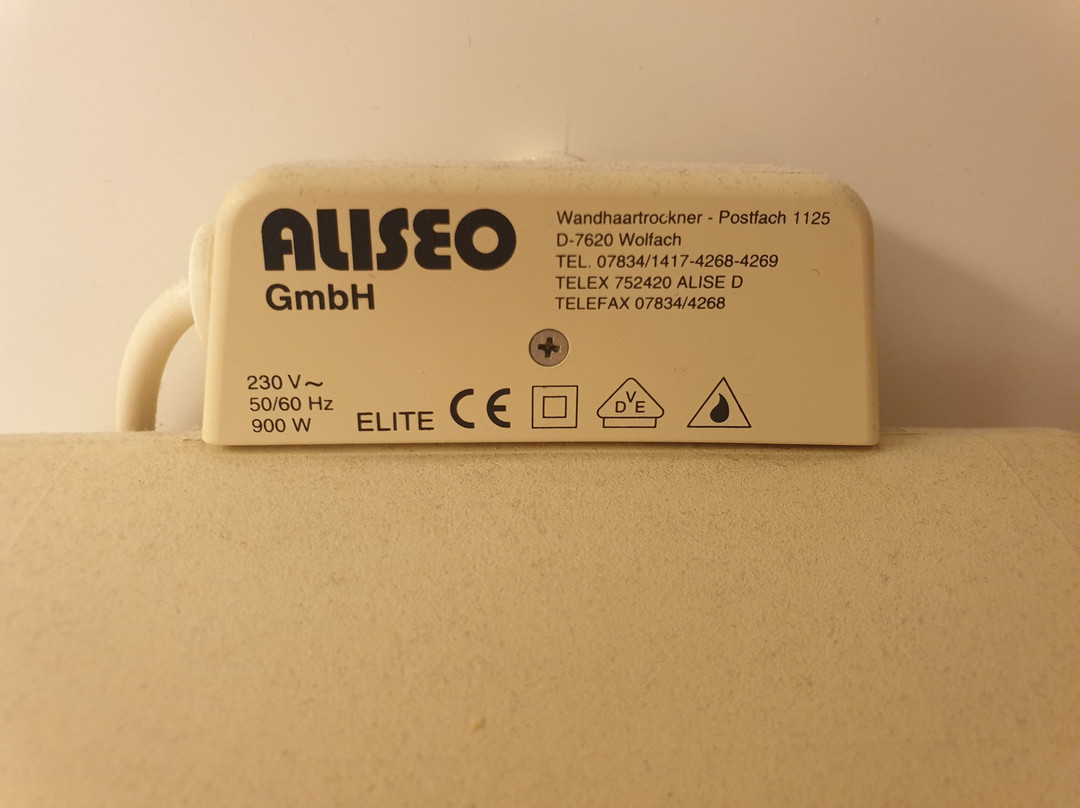 ALISEO
GmbH
Wandhaartrockner - Postfach 1125
D-7620 Wolfach
TEL. 07834/1417-4268-4269
TELEX 752420 ALISE D
TELEFAX 07834/4268
230 V~
50/60 Hz
900 W
ELITE CE
DVE